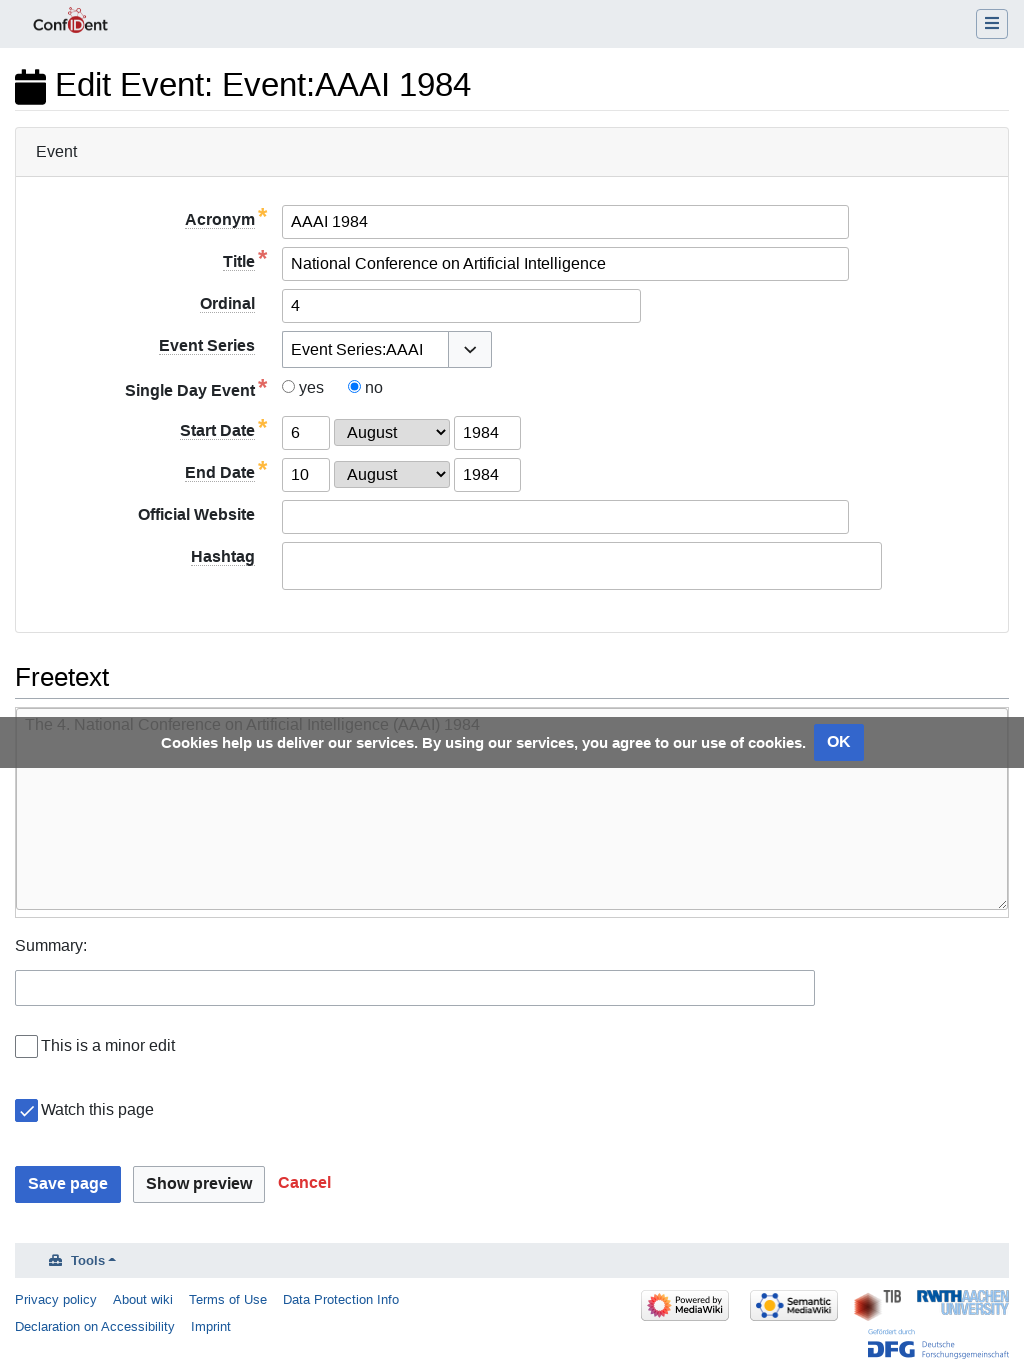 ConfIDent
Edit Event: Event:AAAI 1984
Event
Acronym *
AAAI 1984
Title *
National Conference on Artificial Intelligence
Ordinal
4
Event Series
Event Series:AAAI
Single Day Event *
yes no
Start Date *
6 August 1984
End Date *
10 August 1984
Official Website
Hashtag
Freetext
The 4. National Conference on Artificial Intelligence (AAAI) 1984
Cookies help us deliver our services. By using our services, you agree to our use of cookies. OK
Summary:
This is a minor edit
Watch this page
Save page Show preview Cancel
Tools
Privacy policy About wiki Terms of Use Data Protection Info
Declaration on Accessibility Imprint
Powered by
MediaWiki
Semantic
MediaWiki
TIB
RWTHAACHEN
UNIVERSITY
Gefördert durch
DFG Deutsche
Forschungsgemeinschaft